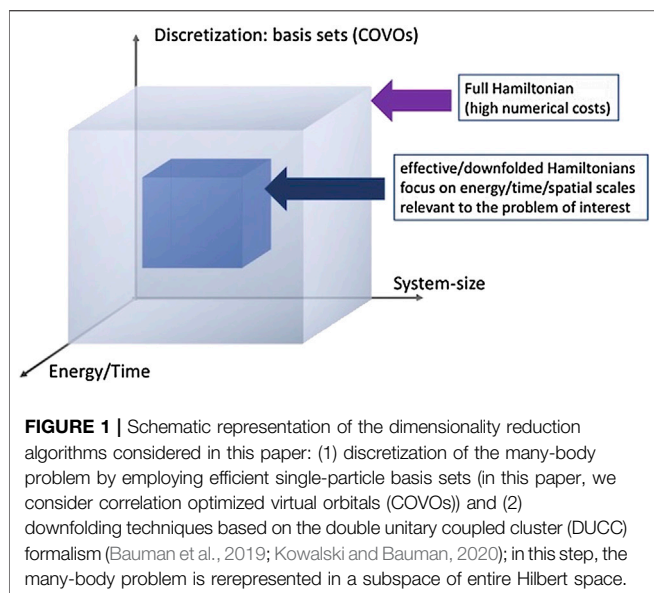 Discretization: basis sets (COVOs)
Full Hamiltonian
(high numerical costs)
effective/downfolded Hamiltonians
focus on energy/time/spatial scales
relevant to the problem of interest
System-size
Energy/Time
FIGURE 1 | Schematic representation of the dimensionality reduction
algorithms considered in this paper: (1) discretization of the many-body
problem by employing efficient single-particle basis sets (in this paper, we
consider correlation optimized virtual orbitals (COVOs)) and (2)
downfolding techniques based on the double unitary coupled cluster (DUCC)
formalism (Bauman et al., 2019; Kowalski and Bauman, 2020); in this step, the
many-body problem is rerepresented in a subspace of entire Hilbert space.